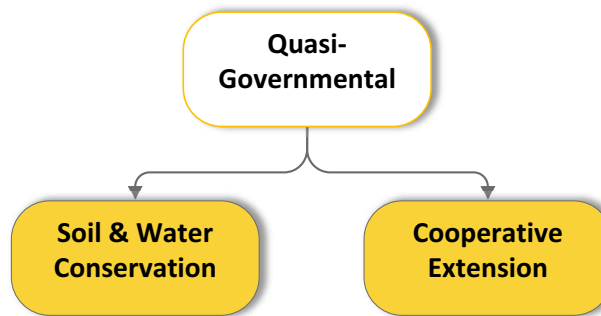 Quasi-
Governmental
Soil & Water
Conservation
Cooperative
Extension